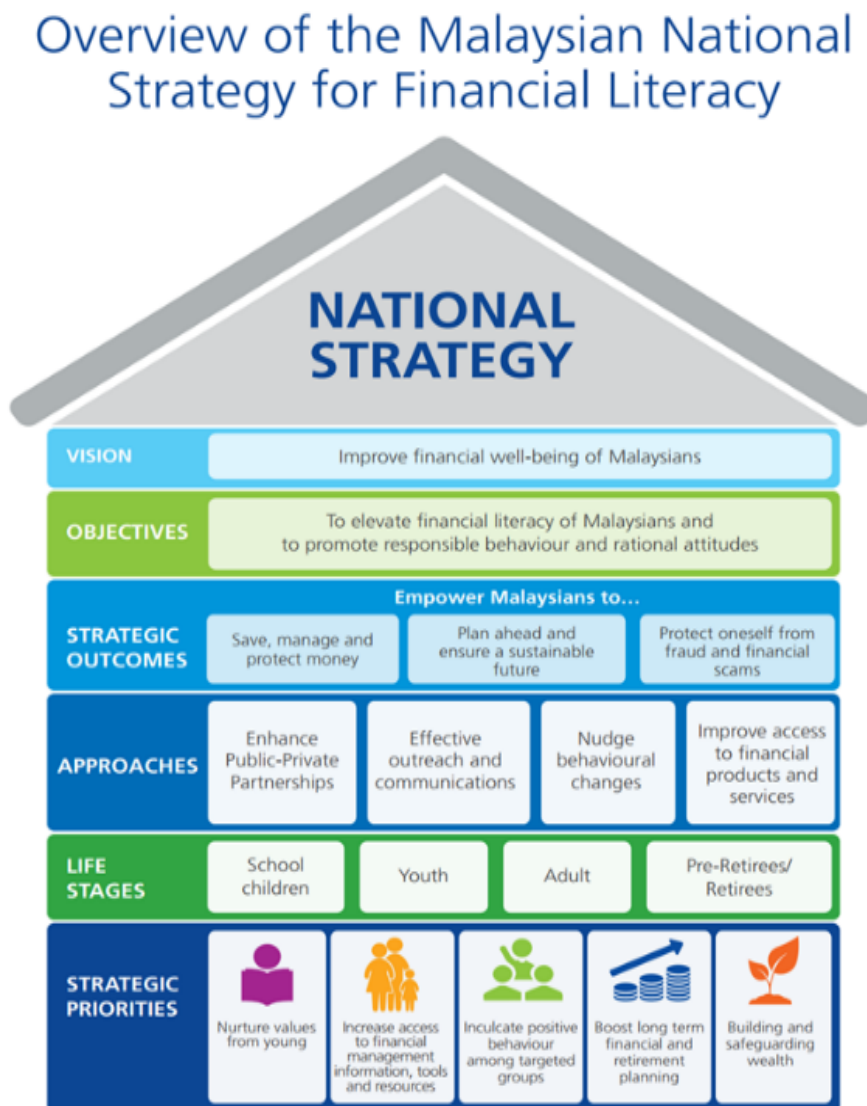 Overview of the Malaysian National
Strategy for Financial Literacy
NATIONAL
STRATEGY
VISION
Improve financial well-being of Malaysians
OBJECTIVES
To elevate financial literacy of Malaysians and
to promote responsible behaviour and rational attitudes
STRATEGIC
OUTCOMES
Empower Malaysians to...
Save, manage and
protect money
Plan ahead and
ensure a sustainable
future
Protect oneself from
fraud and financial
scams
APPROACHES
Enhance
Public-Private
Partnerships
Effective
outreach and
communications
Nudge
behavioural
changes
Improve access
to financial
products and
services
LIFE
STAGES
School
children
Youth
Adult
Pre-Retirees/
Retirees
STRATEGIC
PRIORITIES
Nurture values
from young
Increase access
to financial
management
information, tools
and resources
Inculcate positive
behaviour
among targeted
groups
Boost long term
financial and
retirement
planning
Building and
safeguarding
wealth